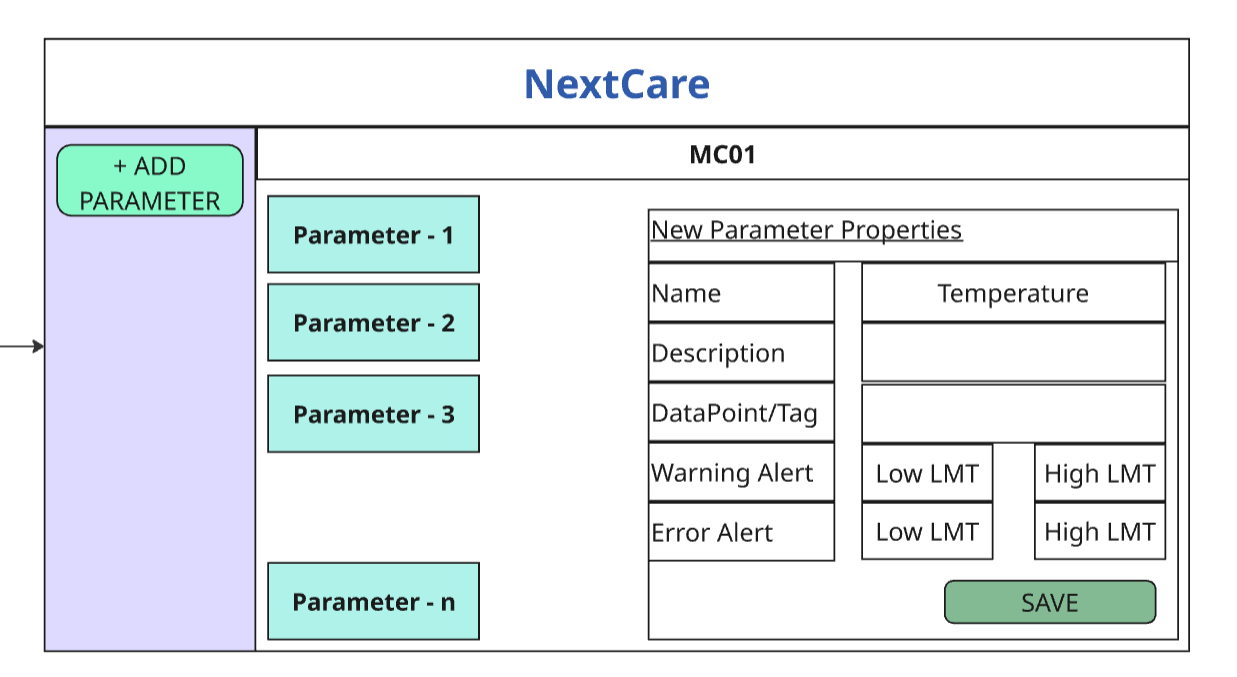 NextCare
+ ADD
PARAMETER
MC01
Parameter - 1
Parameter - 2
Parameter - 3
Parameter - n
New Parameter Properties
Name
Temperature
Description
DataPoint/Tag
Warning Alert
Low LMT
High LMT
Error Alert
Low LMT
High LMT
SAVE